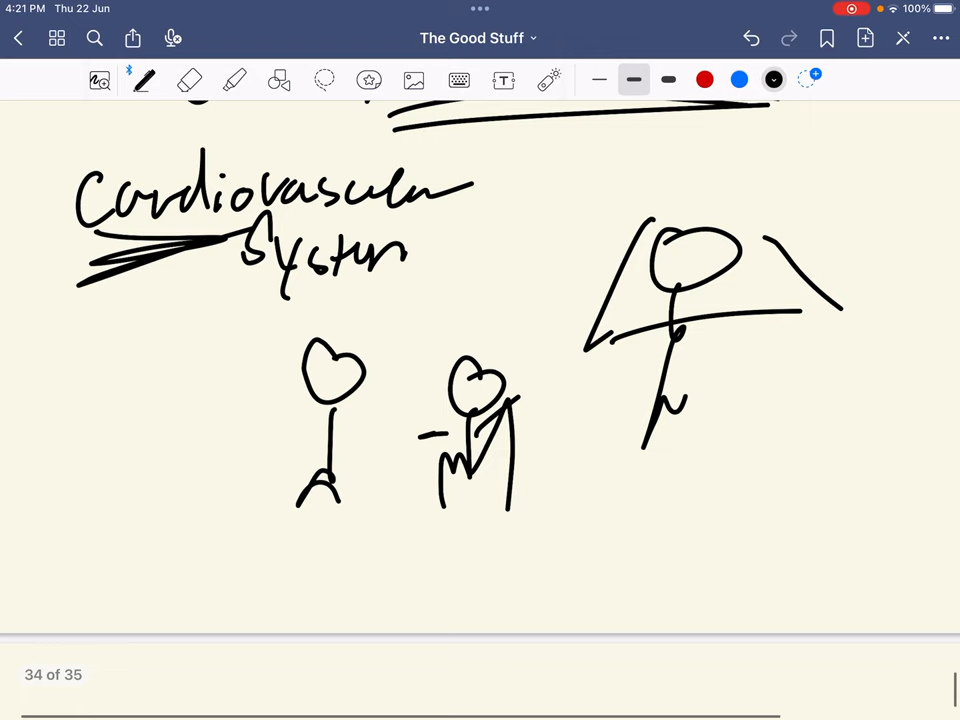 4:21 PM Thu 22 Jun 100%
The Good Stuff
T
Cardiovascular
System
34 of 35